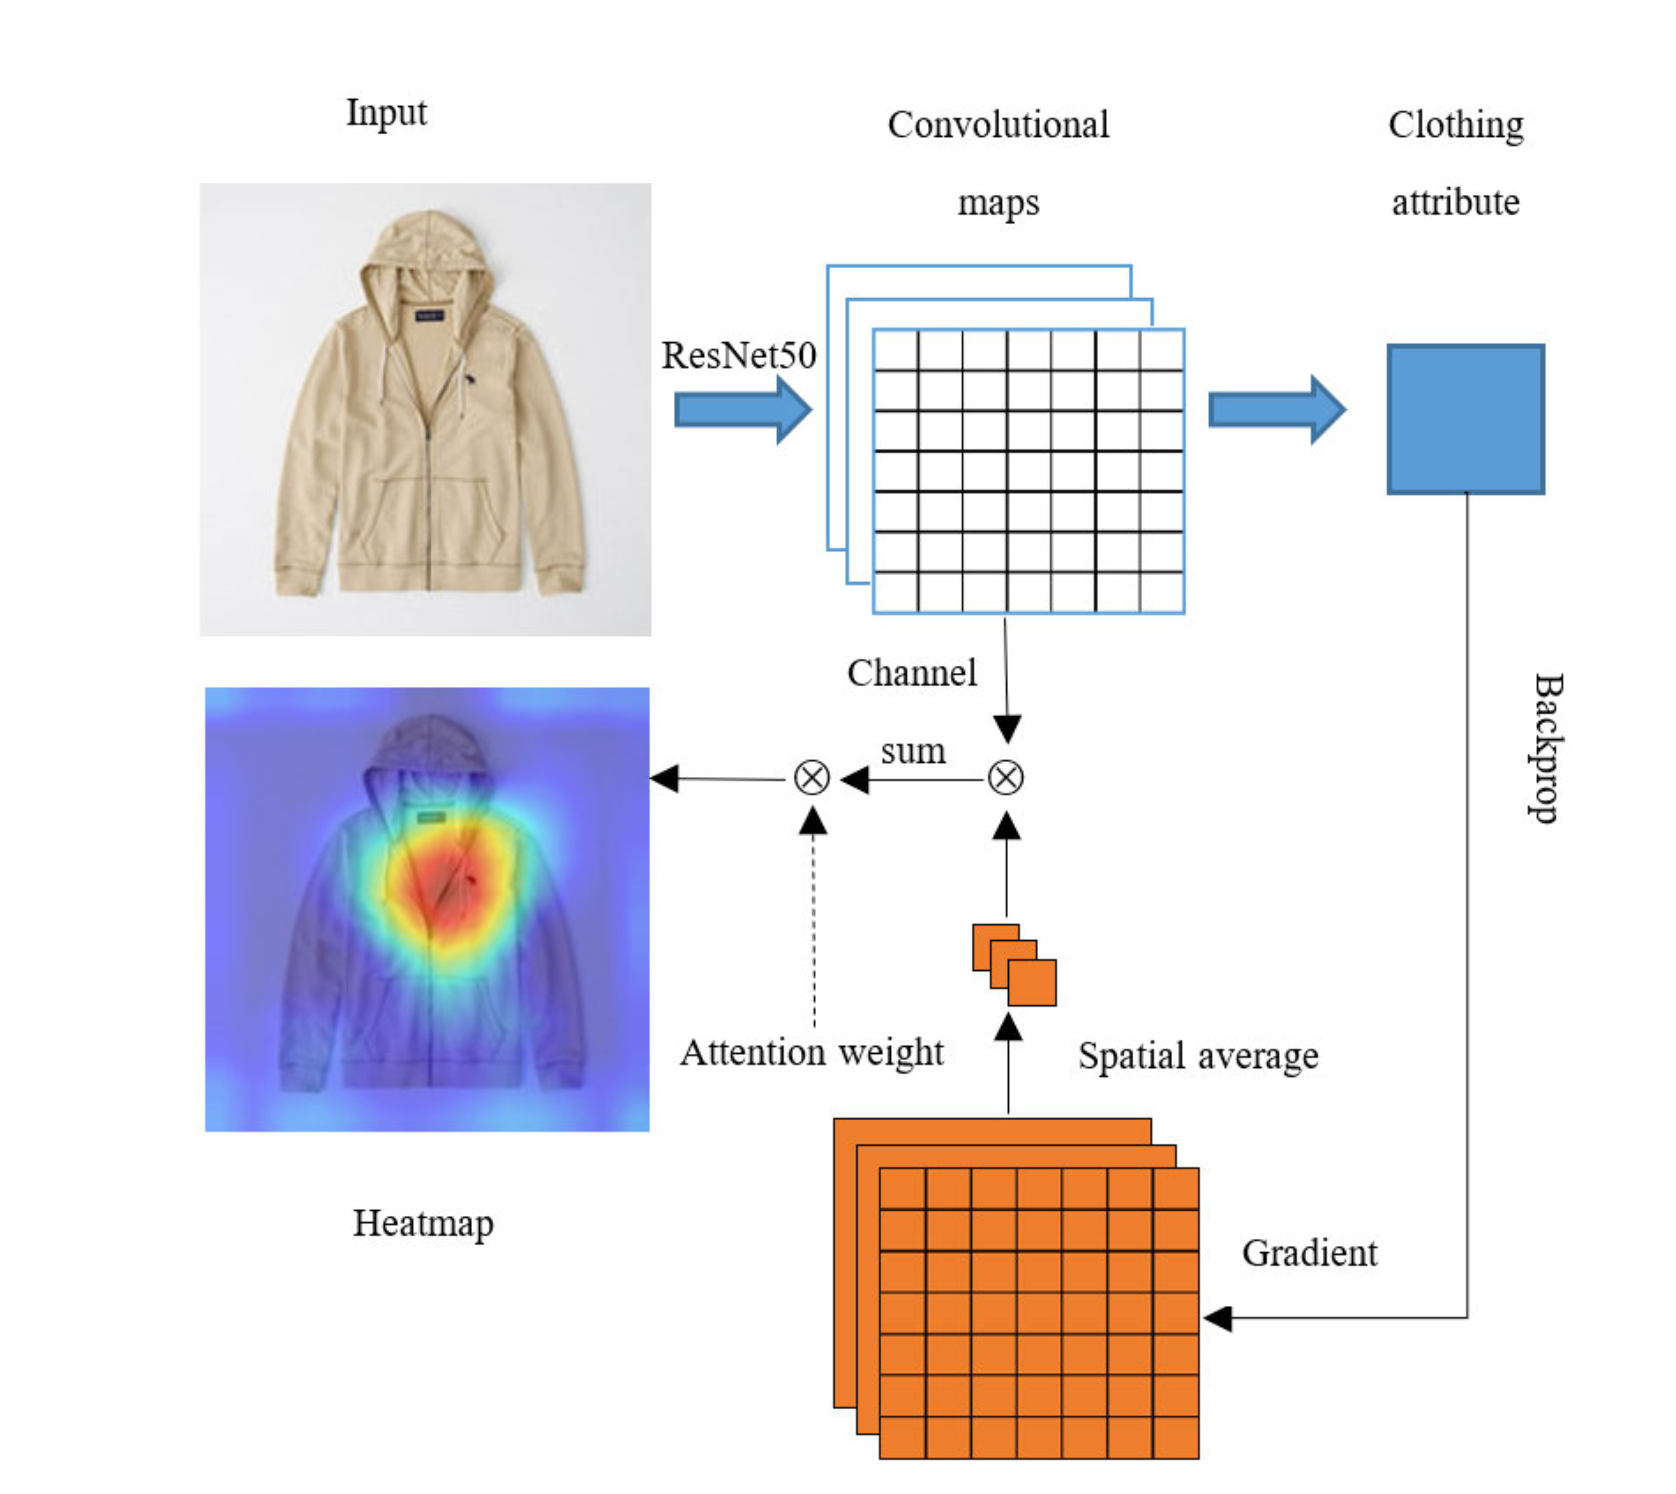 Input
Convolutional
maps
Clothing
attribute
ResNet50
Channel
sum
Backprop
Attention weight
Spatial average
Heatmap
Gradient